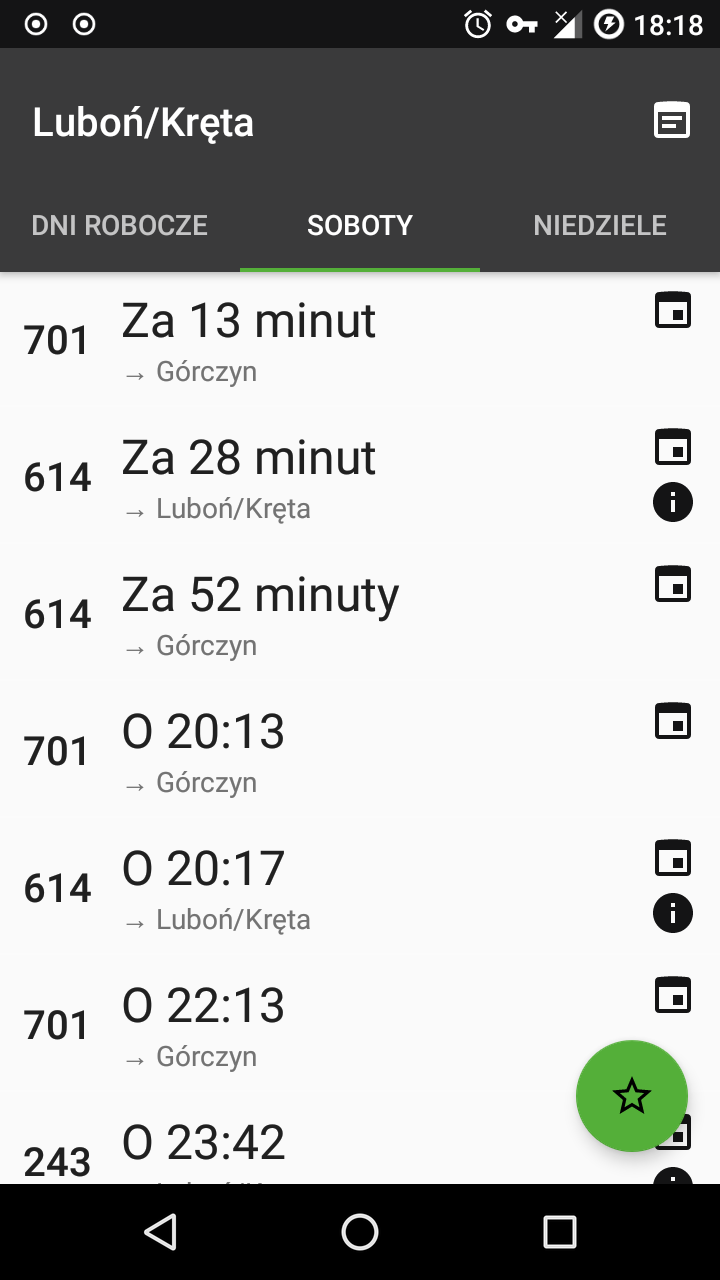 18:18
Luboń/Kręta
DNI ROBOCZE SOBOTY NIEDZIELE
701 Za 13 minut
→ Górczyn
614 Za 28 minut
→ Luboń/Kręta
614 Za 52 minuty
→ Górczyn
701 O 20:13
→ Górczyn
614 O 20:17
→ Luboń/Kręta
701 O 22:13
→ Górczyn
243 O 23:42